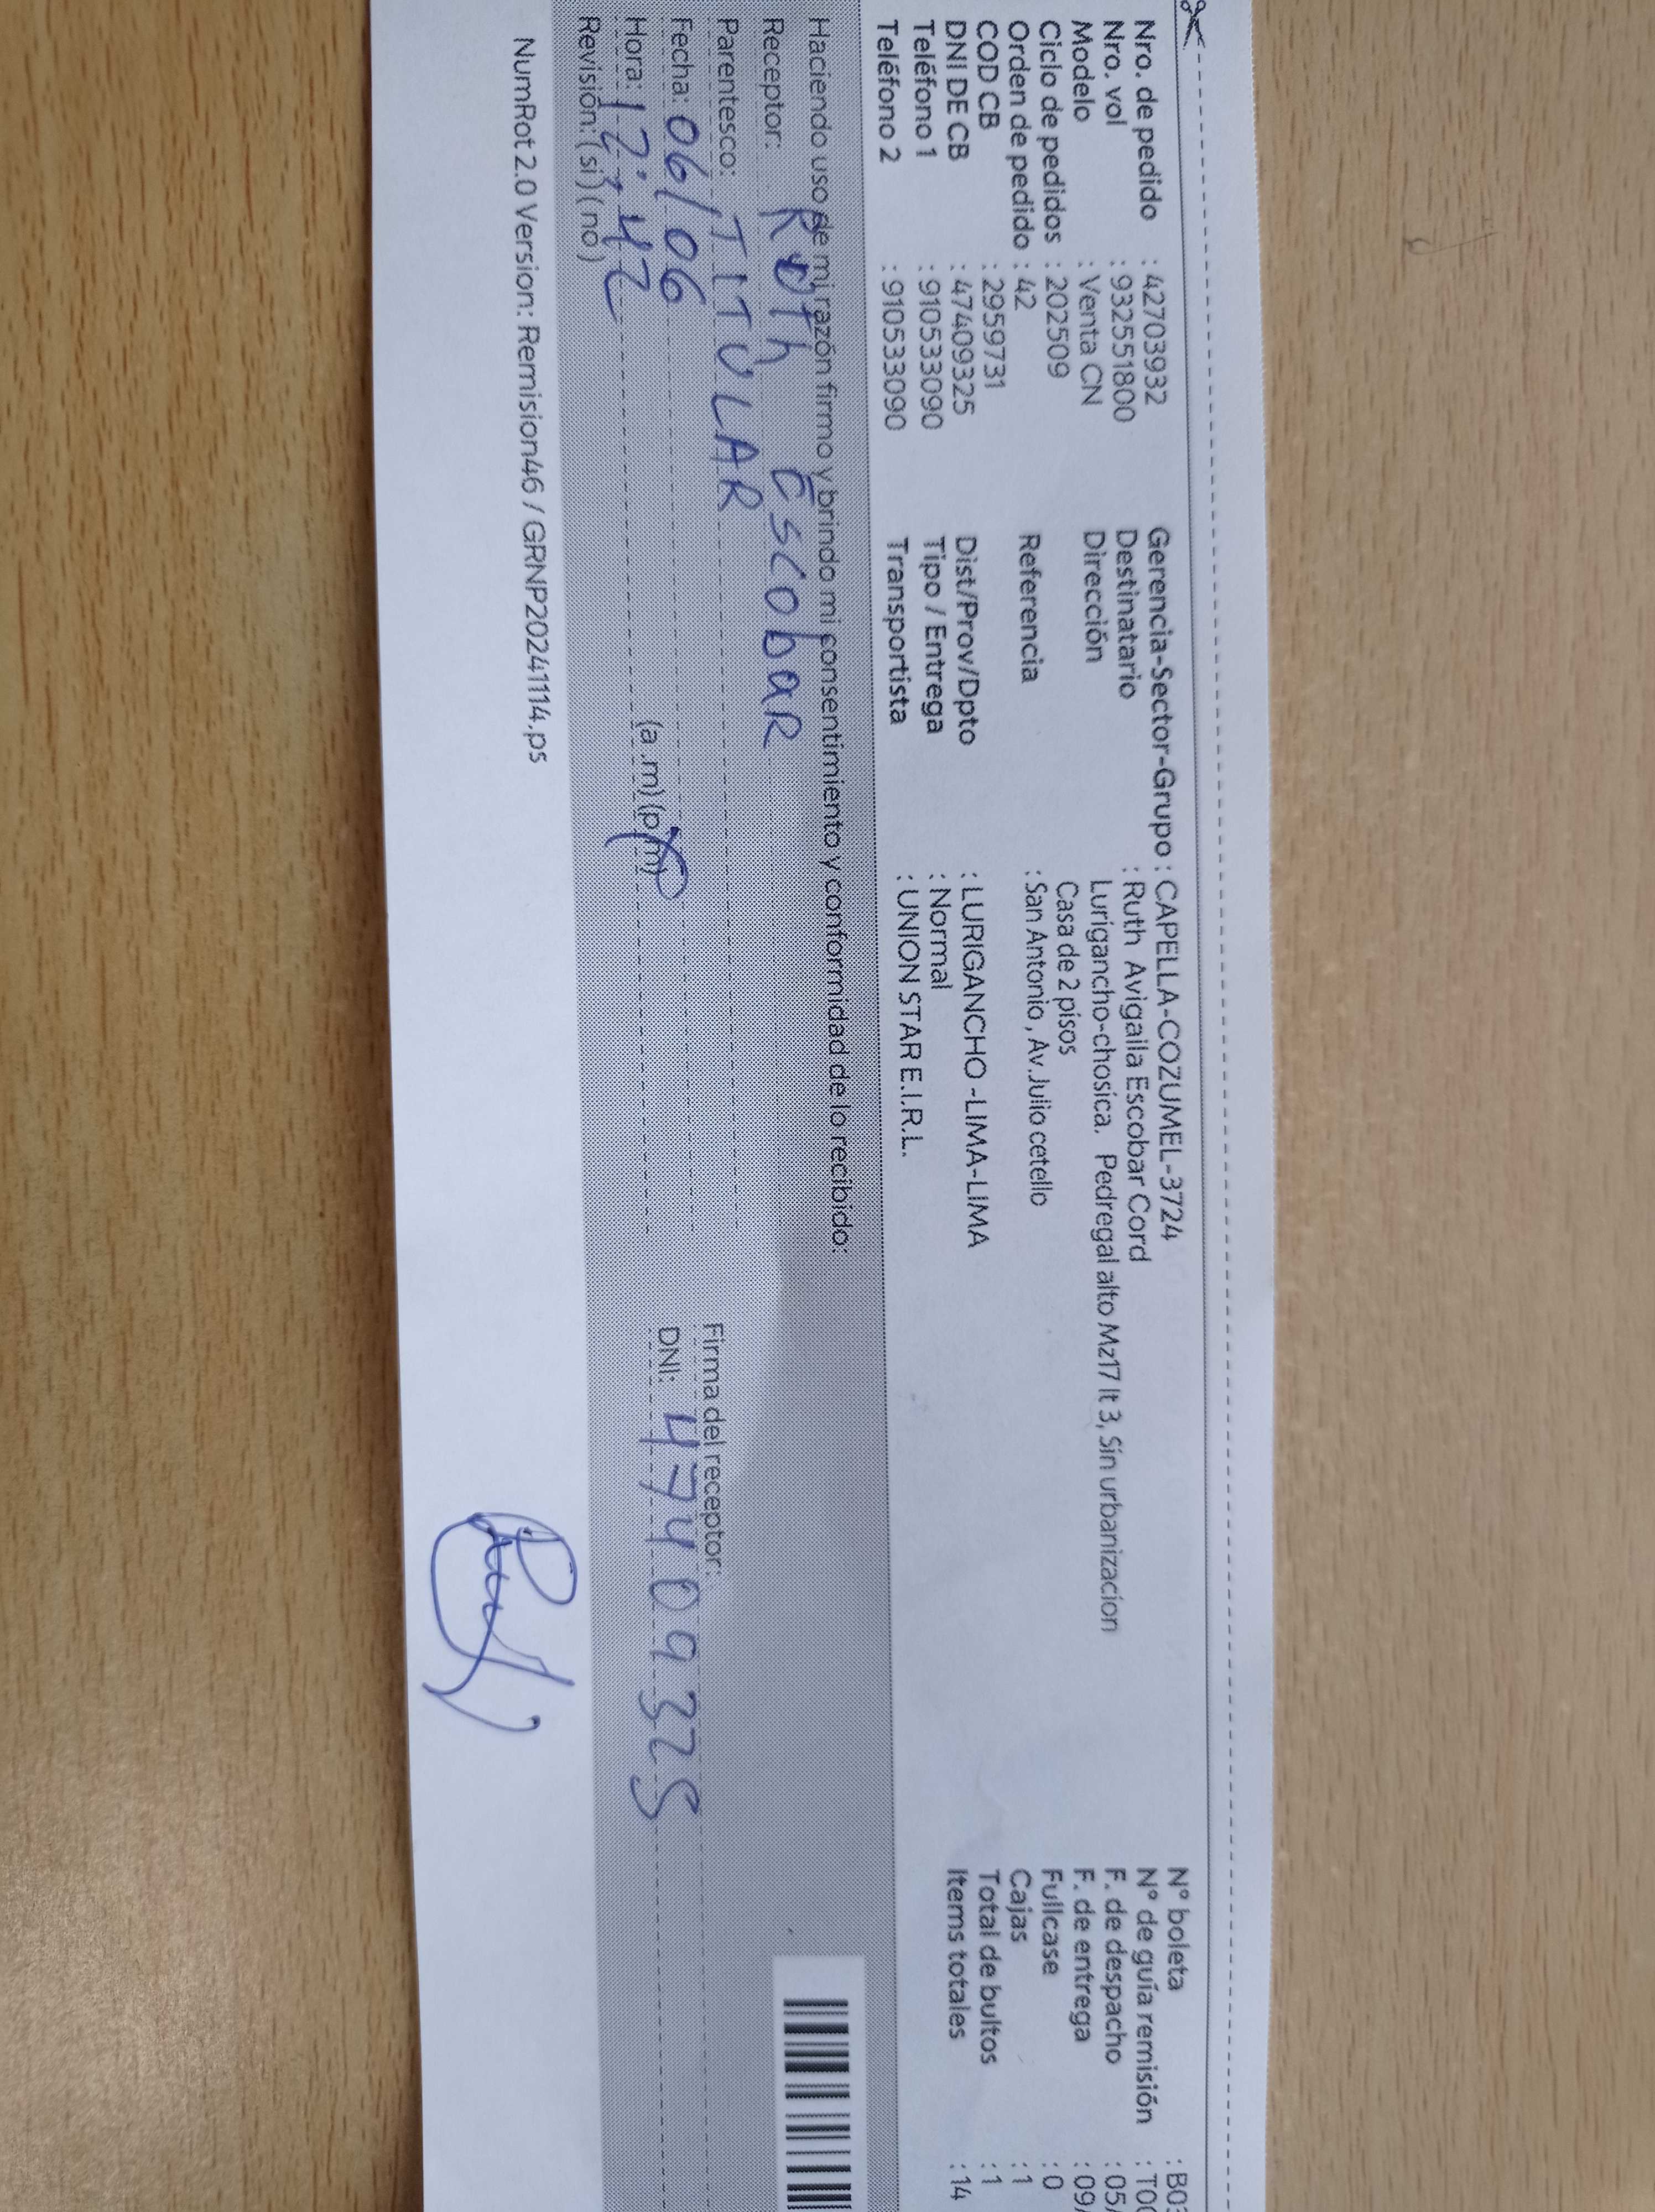 Nro. de pedido : 42703932
Nro. vol : 932551800
Modelo : Venta CN
Ciclo de pedidos : 202509
Orden de pedido : 42
COD CB : 2959731
DNI DE CB : 47409325
Teléfono 1 : 910533090
Teléfono 2 : 910533090
Gerencia-Sector-Grupo : CAPELLA-COZUMEL-3724
Destinatario : Ruth Avigaila Escobar Cord
Dirección Lurigancho-chosica. Pedregal alto Mz17 lt 3, Sin urbanizacion
Casa de 2 pisos
Referencia : San Antonio , Av.Julio cetello
Dist/Prov/Dpto : LURIGANCHO -LIMA-LIMA
Tipo / Entrega : Normal
Transportista : UNION STAR E.I.R.L.
N° boleta : B03
N° de guía remisión : T00
F. de despacho : 05/
F. de entrega : 09/
Fullcase : 0
Cajas : 1
Total de bultos : 1
Items totales : 14
Haciendo uso de mi razón firmo y brindo mi consentimiento y conformidad de lo recibido:
Receptor: Ruth Escobar
Parentesco: TITULAR
Fecha: 06/06
Hora: 12:42 (a.m) (p.m)
Revisión: (si) (no)
Firma del receptor:
DNI: 47409325
NumRot 2.0 Version: Remision46 / GRNP20241114.ps